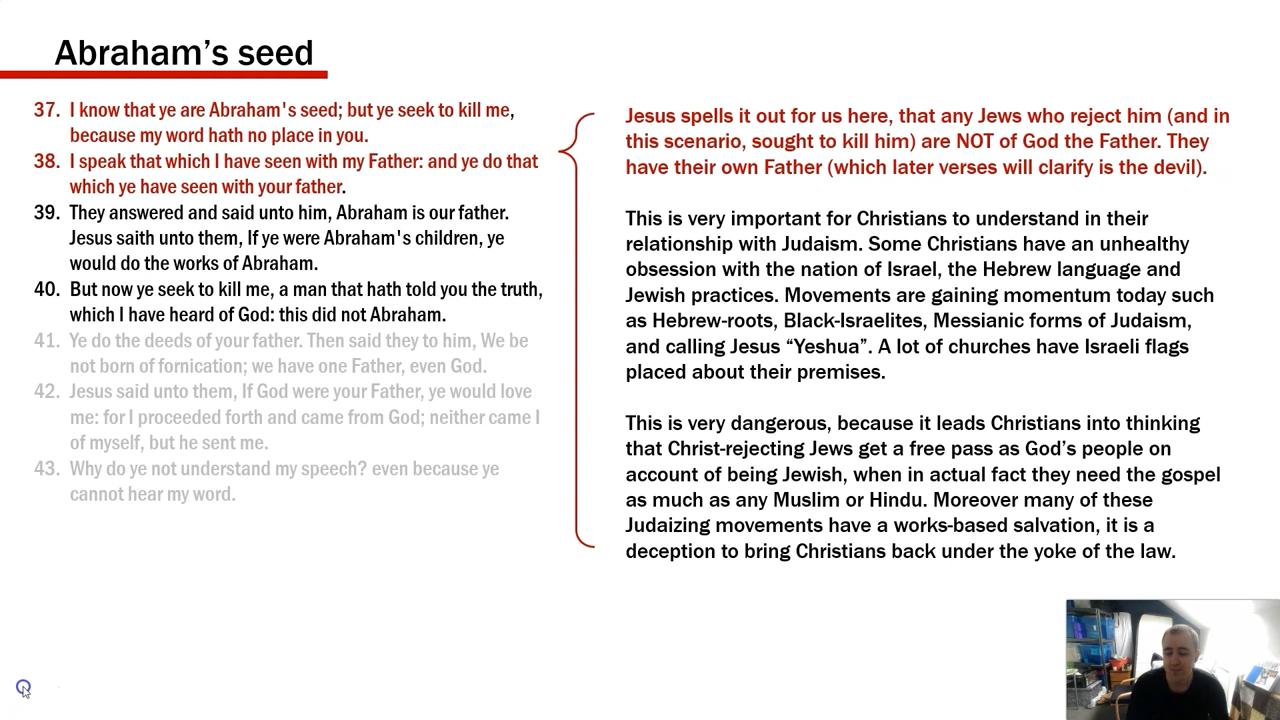 Abraham's seed
37. I know that ye are Abraham's seed; but ye seek to kill me,
because my word hath no place in you.
38. I speak that which I have seen with my Father: and ye do that
which ye have seen with your father.
39. They answered and said unto him, Abraham is our father.
Jesus saith unto them, If ye were Abraham's children, ye
would do the works of Abraham.
40. But now ye seek to kill me, a man that hath told you the truth,
which I have heard of God: this did not Abraham.
41. Ye do the deeds of your father. Then said they to him, We be
not born of fornication; we have one Father, even God.
42. Jesus said unto them, If God were your Father, ye would love
me: for I proceeded forth and came from God; neither came I
of myself, but he sent me.
43. Why do ye not understand my speech? even because ye
cannot hear my word.
Jesus spells it out for us here, that any Jews who reject him (and in
this scenario, sought to kill him) are NOT of God the Father. They
have their own Father (which later verses will clarify is the devil).
This is very important for Christians to understand in their
relationship with Judaism. Some Christians have an unhealthy
obsession with the nation of Israel, the Hebrew language and
Jewish practices. Movements are gaining momentum today such
as Hebrew-roots, Black-Israelites, Messianic forms of Judaism,
and calling Jesus “Yeshua”. A lot of churches have Israeli flags
placed about their premises.
This is very dangerous, because it leads Christians into thinking
that Christ-rejecting Jews get a free pass as God's people on
account of being Jewish, when in actual fact they need the gospel
as much as any Muslim or Hindu. Moreover many of these
Judaizing movements have a works-based salvation, it is a
deception to bring Christians back under the yoke of the law.